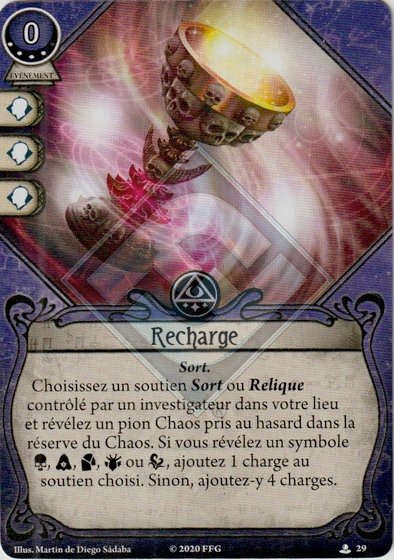 0
ÉVÉNEMENT
Recharge
Sort.
Choisissez un soutien Sort ou Relique
contrôlé par un investigateur dans votre lieu
et révélez un pion Chaos pris au hasard dans la
réserve du Chaos. Si vous révélez un symbole
, , , ou , ajoutez 1 charge au
soutien choisi. Sinon, ajoutez-y 4 charges.
Illus. Martin de Diego Sádaba © 2020 FFG 29